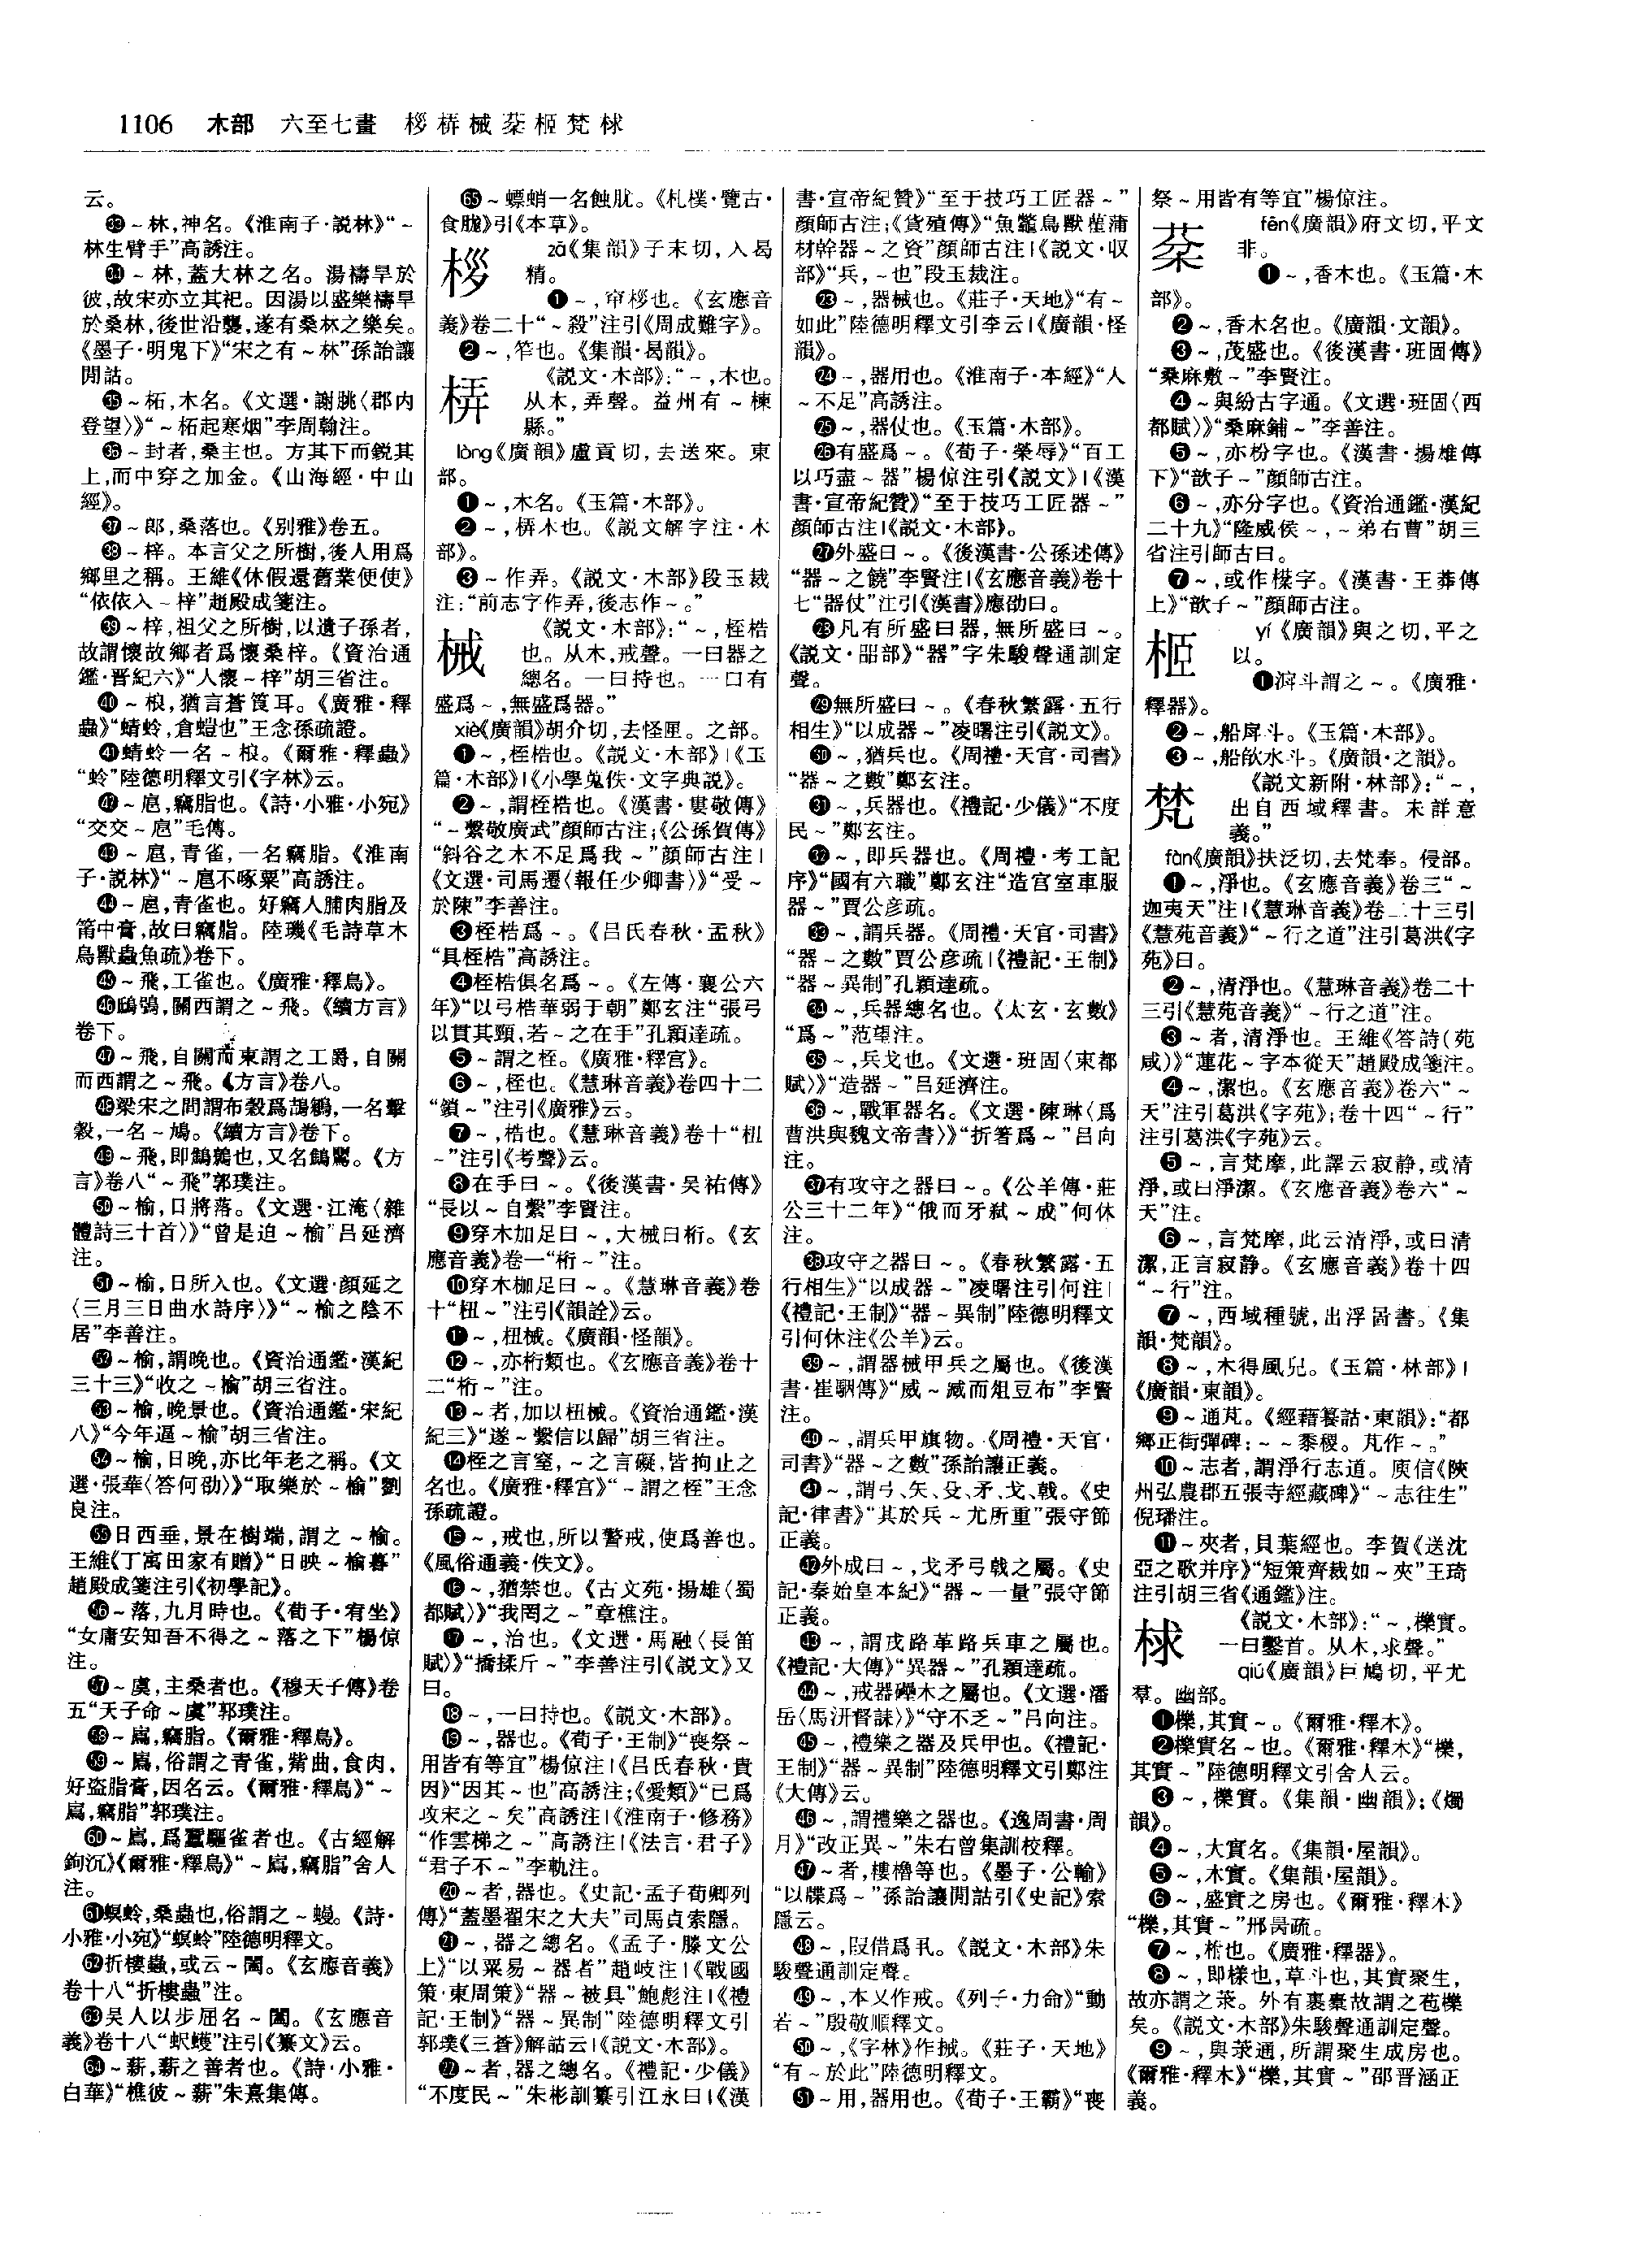 1106 木部 六至七畫 桚梇械棻梔梵梂
云。
㉝～林,神名。《淮南子·説林》“～
林生臂手”高誘注。
㉞～林,蓋大林之名。湯禱旱於
彼,故宋亦立其祀。因湯以盛樂禱旱
於桑林,後世沿襲,遂有桑林之樂矣。
《墨子·明鬼下》“宋之有～林”孫詒讓
閒詁。
㉟～柘,木名。《文選·謝朓〈郡内
登望〉》“～柘起寒烟”李周翰注。
㊱～封者,桑主也。方其下而鋭其
上,而中穿之加金。《山海經·中山
經》。
㊲～郎,桑落也。《别雅》卷五。
㊳～梓。本言父之所樹,後人用爲
鄉里之稱。王維《休假還舊業便使》
“依依入～梓”趙殿成箋注。
㊴～梓,祖父之所樹,以遺子孫者,
故謂懷故鄉者爲懷桑梓。《資治通
鑑·晋紀六》“人懷～梓”胡三省注。
㊵～桹,猶言蒼筤耳。《廣雅·釋
蟲》“蜻蛉,倉螘也”王念孫疏證。
㊶蜻蛉一名～桹。《爾雅·釋蟲》
“蛉”陸德明釋文引《字林》云。
㊷～扈,竊脂也。《詩·小雅·小宛》
“交交～扈”毛傳。
㊸～扈,青雀,一名竊脂。《淮南
子·説林》“～扈不啄粟”高誘注。
㊹～扈,青雀也。好竊人脯肉脂及
筩中膏,故曰竊脂。陸璣《毛詩草木
鳥獸蟲魚疏》卷下。
㊺～飛,工雀也。《廣雅·釋鳥》。
㊻鴟鴞,關西謂之～飛。《續方言》
卷下。
㊼～飛,自關而東謂之工爵,自關
而西謂之～飛。《方言》卷八。
㊽梁宋之間謂布穀爲鴶鵴,一名擊
穀,一名～鳩。《續方言》卷下。
㊾～飛,即鷦鷯也,又名鷦䳟。《方
言》卷八“～飛”郭璞注。
㊿～榆,日將落。《文選·江淹〈雜
體詩三十首〉》“曾是迫～榆”吕延濟
注。
51～榆,日所入也。《文選·顔延之
〈三月三日曲水詩序〉》“～榆之陰不
居”李善注。
52～榆,謂晚也。《資治通鑑·漢紀
三十三》“收之～榆”胡三省注。
53～榆,晚景也。《資治通鑑·宋紀
八》“今年逼～榆”胡三省注。
54～榆,日晚,亦比年老之稱。《文
選·張華〈答何劭〉》“取樂於～榆”劉
良注。
55日西垂,景在樹端,謂之～榆。
王維《丁㝢田家有贈》“日映～榆暮”
趙殿成箋注引《初學記》。
56～落,九月時也。《荀子·宥坐》
“女庸安知吾不得之～落之下”楊倞
注。
57～虞,主桑者也。《穆天子傳》卷
五“天子命～虞”郭璞注。
58～鳸,竊脂。《爾雅·釋鳥》。
59～鳸,俗謂之青雀,觜曲,食肉,
好盗脂膏,因名云。《爾雅·釋鳥》“～
鳸,竊脂”郭璞注。
60～鳸,爲蠶驅雀者也。《古經解
鉤沉》《爾雅·釋鳥》“～鳸,竊脂”舍人
注。
61螟蛉,桑蟲也,俗謂之～蟃。《詩·
小雅·小宛》“螟蛉”陸德明釋文。
62折樓蟲,或云～闔。《玄應音義》
卷十八“折樓蟲”注。
63吴人以步屈名～闔。《玄應音
義》卷十八“蚇蠖”注引《纂文》云。
64～薪,薪之善者也。《詩·小雅·
白華》“樵彼～薪”朱熹集傳。
65～螵蛸一名蝕肬。《札樸·覽古·
食䏽》引《本草》。
桚
zā《集韻》子末切,入曷
精。
❶～,㡯桚也。《玄應音
義》卷二十“～殺”注引《周成難字》。
❷～,笮也。《集韻·曷韻》。
梇
《説文·木部》:“～,木也。
从木,弄聲。益州有～棟
縣。”
lòng《廣韻》盧貢切,去送來。東
部。
❶～,木名。《玉篇·木部》。
❷～,梇木也。《説文解字注·木
部》。
❸～作弄。《説文·木部》段玉裁
注:“前志字作弄,後志作～。”
械
《説文·木部》:“～,桎梏
也。从木,戒聲。一曰器之
總名。一曰持也。一曰有
盛爲～,無盛爲器。”
xiè《廣韻》胡介切,去怪匣。之部。
❶～,桎梏也。《説文·木部》|《玉
篇·木部》|《小學蒐佚·文字典説》。
❷～,謂桎梏也。《漢書·婁敬傳》
“～繫敬廣武”顔師古注;《公孫賀傳》
“斜谷之木不足爲我～”顔師古注|
《文選·司馬遷〈報任少卿書〉》“受～
於陳”李善注。
❸桎梏爲～。《吕氏春秋·孟秋》
“具桎梏”高誘注。
❹桎梏俱名爲～。《左傳·襄公六
年》“以弓梏華弱于朝”鄭玄注“張弓
以貫其頸,若～之在手”孔穎達疏。
❺～謂之桎。《廣雅·釋宫》。
❻～,桎也。《慧琳音義》卷四十二
“鎖～”注引《廣雅》云。
❼～,梏也。《慧琳音義》卷十“杻
～”注引《考聲》云。
❽在手曰～。《後漢書·吴祐傳》
“長以～自繫”李賢注。
❾穿木加足曰～,大械曰桁。《玄
應音義》卷一“桁～”注。
❿穿木枷足曰～。《慧琳音義》卷
十“杻～”注引《韻詮》云。
⓫～,杻械。《廣韻·怪韻》。
⓬～,亦桁類也。《玄應音義》卷十
二“桁～”注。
⓭～者,加以杻械。《資治通鑑·漢
紀三》“遂～繫信以歸”胡三省注。
⓮桎之言窒,～之言礙,皆拘止之
名也。《廣雅·釋宫》“～謂之桎”王念
孫疏證。
⓯～,戒也,所以警戒,使爲善也。
《風俗通義·佚文》。
⓰～,猶禁也。《古文苑·揚雄〈蜀
都賦〉》“我罔之～”章樵注。
⓱～,治也。《文選·馬融〈長笛
賦〉》“撟揉斤～”李善注引《説文》又
曰。
⓲～,一曰持也。《説文·木部》。
⓳～,器也。《荀子·王制》“喪祭～
用皆有等宜”楊倞注|《吕氏春秋·貴
因》“因其～也”高誘注;《愛類》“已爲
攻宋之～矣”高誘注|《淮南子·修務》
“作雲梯之～”高誘注|《法言·君子》
“君子不～”李軌注。
⓴～者,器也。《史記·孟子荀卿列
傳》“蓋墨翟宋之大夫”司馬貞索隱。
㉑～,器之總名。《孟子·滕文公
上》“以粟易～器者”趙岐注|《戰國
策·東周策》“器～被具”鮑彪注|《禮
記·王制》“器～異制”陸德明釋文引
郭璞《三蒼》解詁云|《説文·木部》。
㉒～者,器之總名。《禮記·少儀》
“不度民～”朱彬訓纂引江永曰|《漢
書·宣帝紀贊》“至于技巧工匠器～”
顔師古注;《貨殖傳》“魚鼈鳥獸雚蒲
材幹器～之資”顔師古注|《説文·収
部》“兵,～也”段玉裁注。
㉓～,器械也。《莊子·天地》“有～
如此”陸德明釋文引李云|《廣韻·怪
韻》。
㉔～,器用也。《淮南子·本經》“人
～不足”高誘注。
㉕～,器仗也。《玉篇·木部》。
㉖有盛爲～。《荀子·榮辱》“百工
以巧盡～器”楊倞注引《説文》|《漢
書·宣帝紀贊》“至于技巧工匠器～”
顔師古注|《説文·木部》。
㉗外盛曰～。《後漢書·公孫述傳》
“器～之饒”李賢注|《玄應音義》卷十
七“器仗”注引《漢書》應劭曰。
㉘凡有所盛曰器,無所盛曰～。
《説文·㗊部》“器”字朱駿聲通訓定
聲。
㉙無所盛曰～。《春秋繁露·五行
相生》“以成器～”凌曙注引《説文》。
㉚～,猶兵也。《周禮·天官·司書》
“器～之數”鄭玄注。
㉛～,兵器也。《禮記·少儀》“不度
民～”鄭玄注。
㉜～,即兵器也。《周禮·考工記
序》“國有六職”鄭玄注“造宫室車服
器～”賈公彦疏。
㉝～,謂兵器。《周禮·天官·司書》
“器～之數”賈公彦疏|《禮記·王制》
“器～異制”孔穎達疏。
㉞～,兵器總名也。《太玄·玄數》
“爲～”范望注。
㉟～,兵戈也。《文選·班固〈東都
賦〉》“造器～”吕延濟注。
㊱～,戰軍器名。《文選·陳琳〈爲
曹洪與魏文帝書〉》“折箸爲～”吕向
注。
㊲有攻守之器曰～。《公羊傳·莊
公三十二年》“俄而牙弑～成”何休
注。
㊳攻守之器曰～。《春秋繁露·五
行相生》“以成器～”凌曙注引何注|
《禮記·王制》“器～異制”陸德明釋文
引何休注《公羊》云。
㊴～,謂器械甲兵之屬也。《後漢
書·崔駰傳》“威～臧而俎豆布”李賢
注。
㊵～,謂兵甲旗物。《周禮·天官·
司書》“器～之數”孫詒讓正義。
㊶～,謂弓、矢、殳、矛、戈、戟。《史
記·律書》“其於兵～尤所重”張守節
正義。
㊷外成曰～,戈矛弓戟之屬。《史
記·秦始皇本紀》“器～一量”張守節
正義。
㊸～,謂戎路革路兵車之屬也。
《禮記·大傳》“異器～”孔穎達疏。
㊹～,戒器礫木之屬也。《文選·潘
岳〈馬汧督誄〉》“守不乏～”吕向注。
㊺～,禮樂之器及兵甲也。《禮記·
王制》“器～異制”陸德明釋文引鄭注
《大傳》云。
㊻～,謂禮樂之器也。《逸周書·周
月》“改正異～”朱右曾集訓校釋。
㊼～者,樓櫓等也。《墨子·公輸》
“以牒爲～”孫詒讓閒詁引《史記》索
隱云。
㊽～,叚借爲丮。《説文·木部》朱
駿聲通訓定聲。
㊾～,本乂作戒。《列子·力命》“動
若～”殷敬順釋文。
㊿～,《字林》作㧡。《莊子·天地》
“有～於此”陸德明釋文。
51～用,器用也。《荀子·王霸》“喪
祭～用皆有等宜”楊倞注。
棻
fēn《廣韻》府文切,平文
非。
❶～,香木也。《玉篇·木
部》。
❷～,香木名也。《廣韻·文韻》。
❸～,茂盛也。《後漢書·班固傳》
“桑麻敷～”李賢注。
❹～與紛古字通。《文選·班固〈西
都賦〉》“桑麻鋪～”李善注。
❺～,亦枌字也。《漢書·揚雄傳
下》“歆子～”顔師古注。
❻～,亦分字也。《資治通鑑·漢紀
二十九》“隆威侯～,～弟右曹”胡三
省注引師古曰。
❼～,或作㯣字。《漢書·王莽傳
上》“歆子～”顔師古注。
㮛
yí《廣韻》與之切,平之
以。
❶㵁斗謂之～。《廣雅·
釋器》。
❷～,船戽斗。《玉篇·木部》。
❸～,船㰸水斗。《廣韻·之韻》。
梵
《説文新附·林部》:“～,
出自西域釋書。未詳意
義。”
fàn《廣韻》扶泛切,去梵奉。侵部。
❶～,淨也。《玄應音義》卷三“～
迦夷天”注|《慧琳音義》卷二十三引
《慧苑音義》“～行之道”注引葛洪《字
苑》曰。
❷～,清淨也。《慧琳音義》卷二十
三引《慧苑音義》“～行之道”注。
❸～者,清淨也。王維《答詩(苑
咸)》“蓮花～字本從天”趙殿成箋注。
❹～,潔也。《玄應音義》卷六“～
天”注引葛洪《字苑》;卷十四“～行”
注引葛洪《字苑》云。
❺～,言梵摩,此譯云寂静,或清
淨,或曰淨潔。《玄應音義》卷六“～
天”注。
❻～,言梵摩,此云清淨,或曰清
潔,正言寂静。《玄應音義》卷十四
“～行”注。
❼～,西域種號,出浮啚書。《集
韻·梵韻》。
❽～,木得風皃。《玉篇·林部》|
《廣韻·東韻》。
❾～通芃。《經藉籑詁·東韻》:“都
鄉正街彈碑:～～黍稷。芃作～。”
❿～志者,謂淨行志道。庾信《陝
州弘農郡五張寺經藏碑》“～志往生”
倪璠注。
⓫～夾者,貝葉經也。李賀《送沈
亞之歌并序》“短策齊裁如～夾”王琦
注引胡三省《通鑑》注。
梂
《説文·木部》:“～,櫟實。
一曰鑿首。从木,求聲。”
qiú《廣韻》巨鳩切,平尤
羣。幽部。
❶櫟,其實～。《爾雅·釋木》。
❷櫟實名～也。《爾雅·釋木》“櫟,
其實～”陸德明釋文引舍人云。
❸～,櫟實。《集韻·幽韻》;《燭
韻》。
❹～,大實名。《集韻·屋韻》。
❺～,木實。《集韻·屋韻》。
❻～,盛實之房也。《爾雅·釋木》
“櫟,其實～”邢昺疏。
❼～,柎也。《廣雅·釋器》。
❽～,即樣也,草斗也,其實聚生,
故亦謂之莍。外有裹橐故謂之苞櫟
矣。《説文·木部》朱駿聲通訓定聲。
❾～,與莍通,所謂聚生成房也。
《爾雅·釋木》“櫟,其實～”邵晋涵正
義。